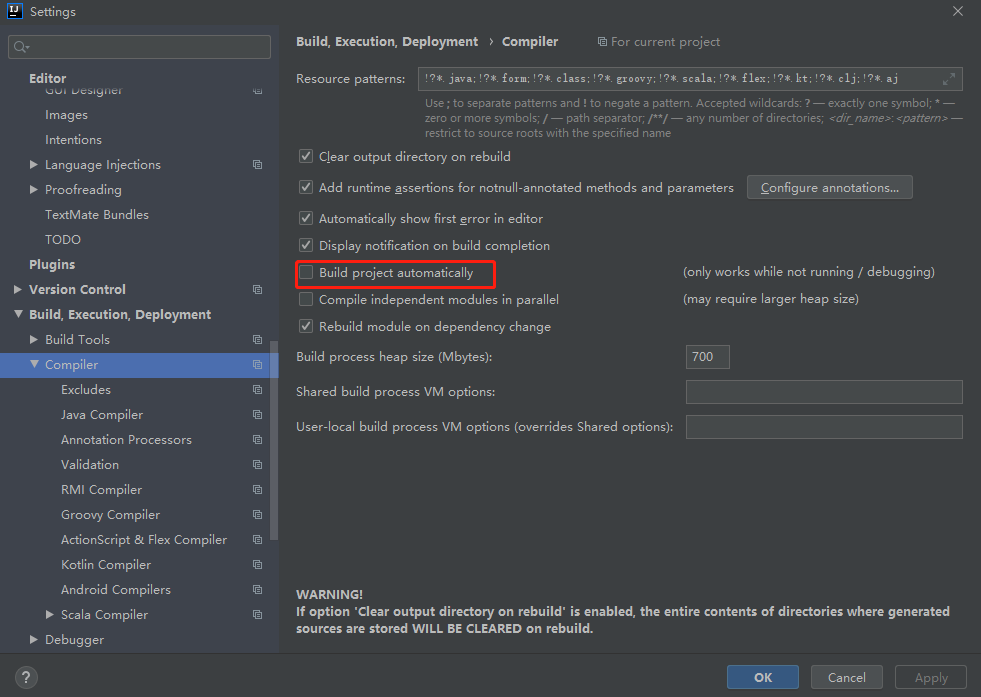 IJ
Settings
Editor
GUI Designer
Images
Intentions
Language Injections
Proofreading
TextMate Bundles
TODO
Plugins
Version Control
Build, Execution, Deployment
Build Tools
Compiler
Excludes
Java Compiler
Annotation Processors
Validation
RMI Compiler
Groovy Compiler
ActionScript & Flex Compiler
Kotlin Compiler
Android Compilers
Scala Compiler
Debugger
?
Build, Execution, Deployment › Compiler For current project
Resource patterns: !?*.java;!?*.form;!?*.class;!?*.groovy;!?*.scala;!?*.flex;!?*.kt;!?*.clj;!?*.aj
Use ; to separate patterns and ! to negate a pattern. Accepted wildcards: ? — exactly one symbol; * —
zero or more symbols; / — path separator; /**/ — any number of directories; <dir_name>:<pattern> —
restrict to source roots with the specified name
Clear output directory on rebuild
Add runtime assertions for notnull-annotated methods and parameters Configure annotations...
Automatically show first error in editor
Display notification on build completion
Build project automatically (only works while not running / debugging)
Compile independent modules in parallel (may require larger heap size)
Rebuild module on dependency change
Build process heap size (Mbytes): 700
Shared build process VM options:
User-local build process VM options (overrides Shared options):
WARNING!
If option 'Clear output directory on rebuild' is enabled, the entire contents of directories where generated
sources are stored WILL BE CLEARED on rebuild.
OK Cancel Apply